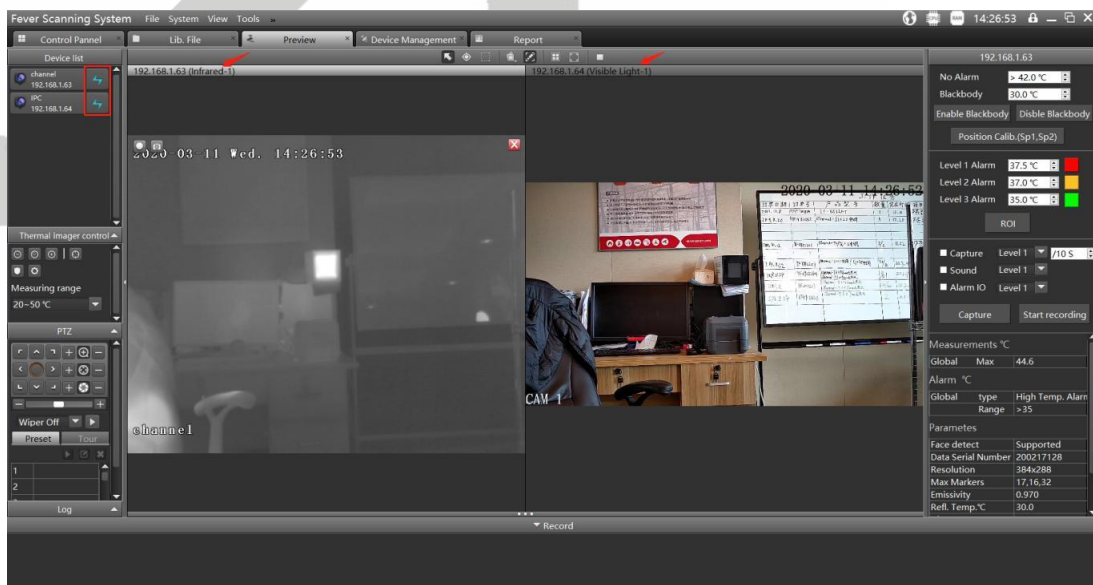 Fever Scanning System File System View Tools 14:26:53
Control Pannel Lib. File Preview Device Management Report
Device list
channel
192.168.1.63
IPC
192.168.1.64
Thermal imager control
Measuring range
20~50 ℃
PTZ
Wiper Off
Preset Tour
1
2
Log
192.168.1.63 (Infrared-1)
2020-03-11 Wed. 14:26:53
channel
192.168.1.64 (Visible Light-1)
2020-03-11 14:26:52
CAM 1
Record
192.168.1.63
No Alarm > 42.0 ℃
Blackbody 30.0 ℃
Enable Blackbody Disble Blackbody
Position Calib.(Sp1,Sp2)
Level 1 Alarm 37.5 ℃
Level 2 Alarm 37.0 ℃
Level 3 Alarm 35.0 ℃
ROI
Capture Level 1 /10 S
Sound Level 1
Alarm IO Level 1
Capture Start recording
Measurements ℃
Global Max 44.6
Alarm ℃
Global type High Temp. Alarm
Range >35
Parametes
Face detect Supported
Data Serial Number 200217128
Resolution 384x288
Max Markers 17,16,32
Emissivity 0.970
Refl. Temp.℃ 30.0